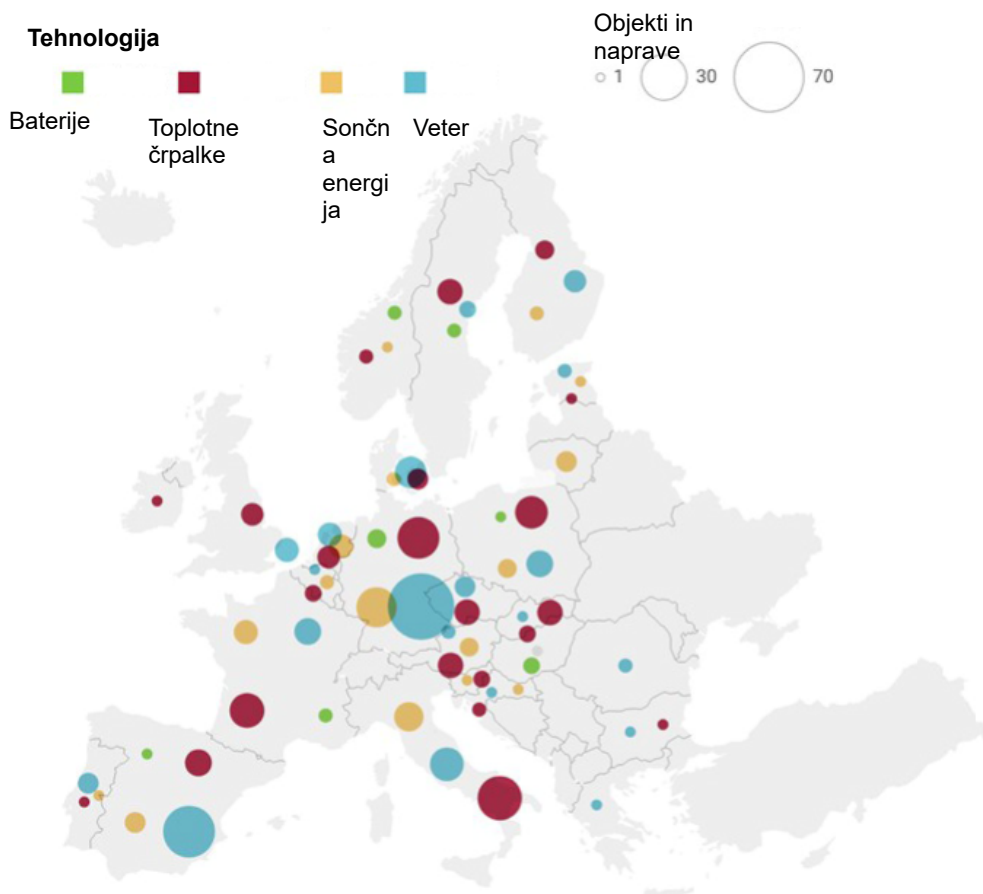 Tehnologija
Baterije
Toplotne
črpalke
Sončn
a
energi
ja
Veter
Objekti in
naprave
1
30
70